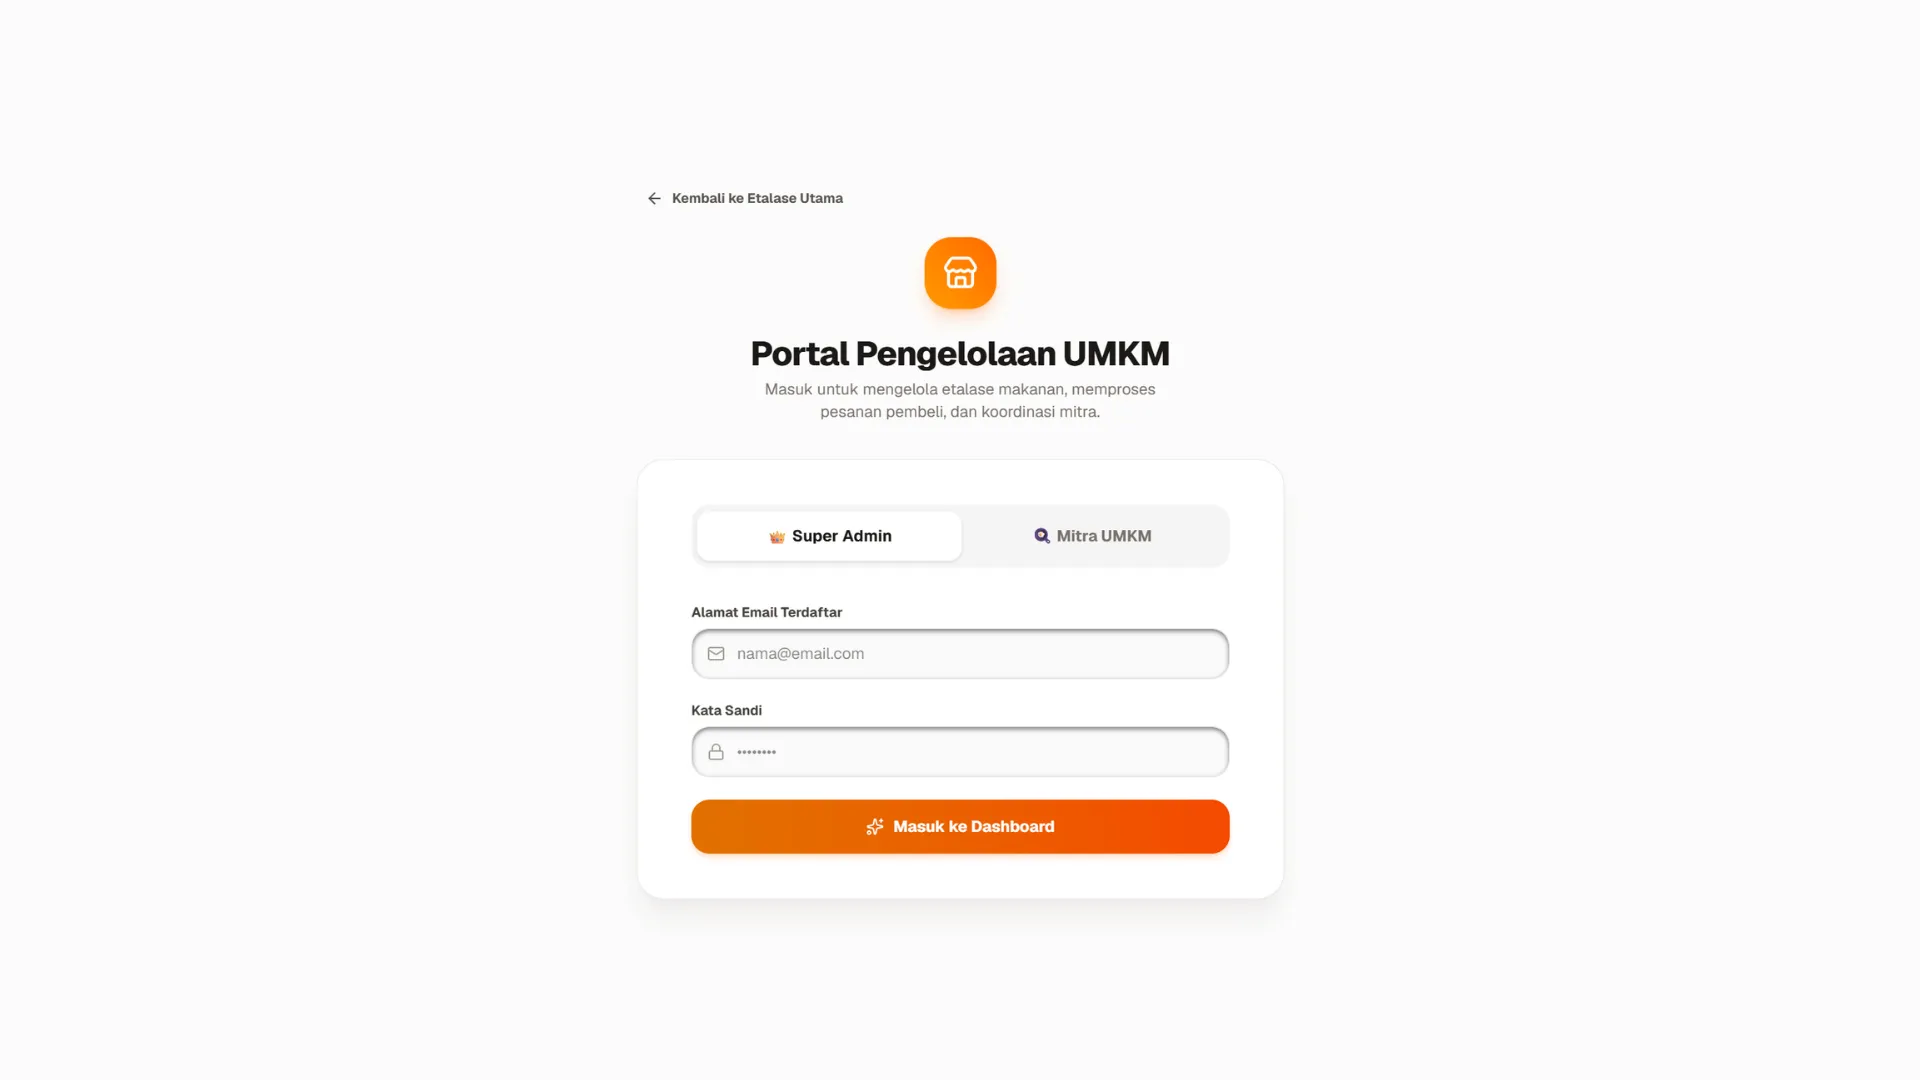 Kembali ke Etalase Utama
Portal Pengelolaan UMKM
Masuk untuk mengelola etalase makanan, memproses
pesanan pembeli, dan koordinasi mitra.
Super Admin
Mitra UMKM
Alamat Email Terdaftar
nama@email.com
Kata Sandi
••••••••
Masuk ke Dashboard